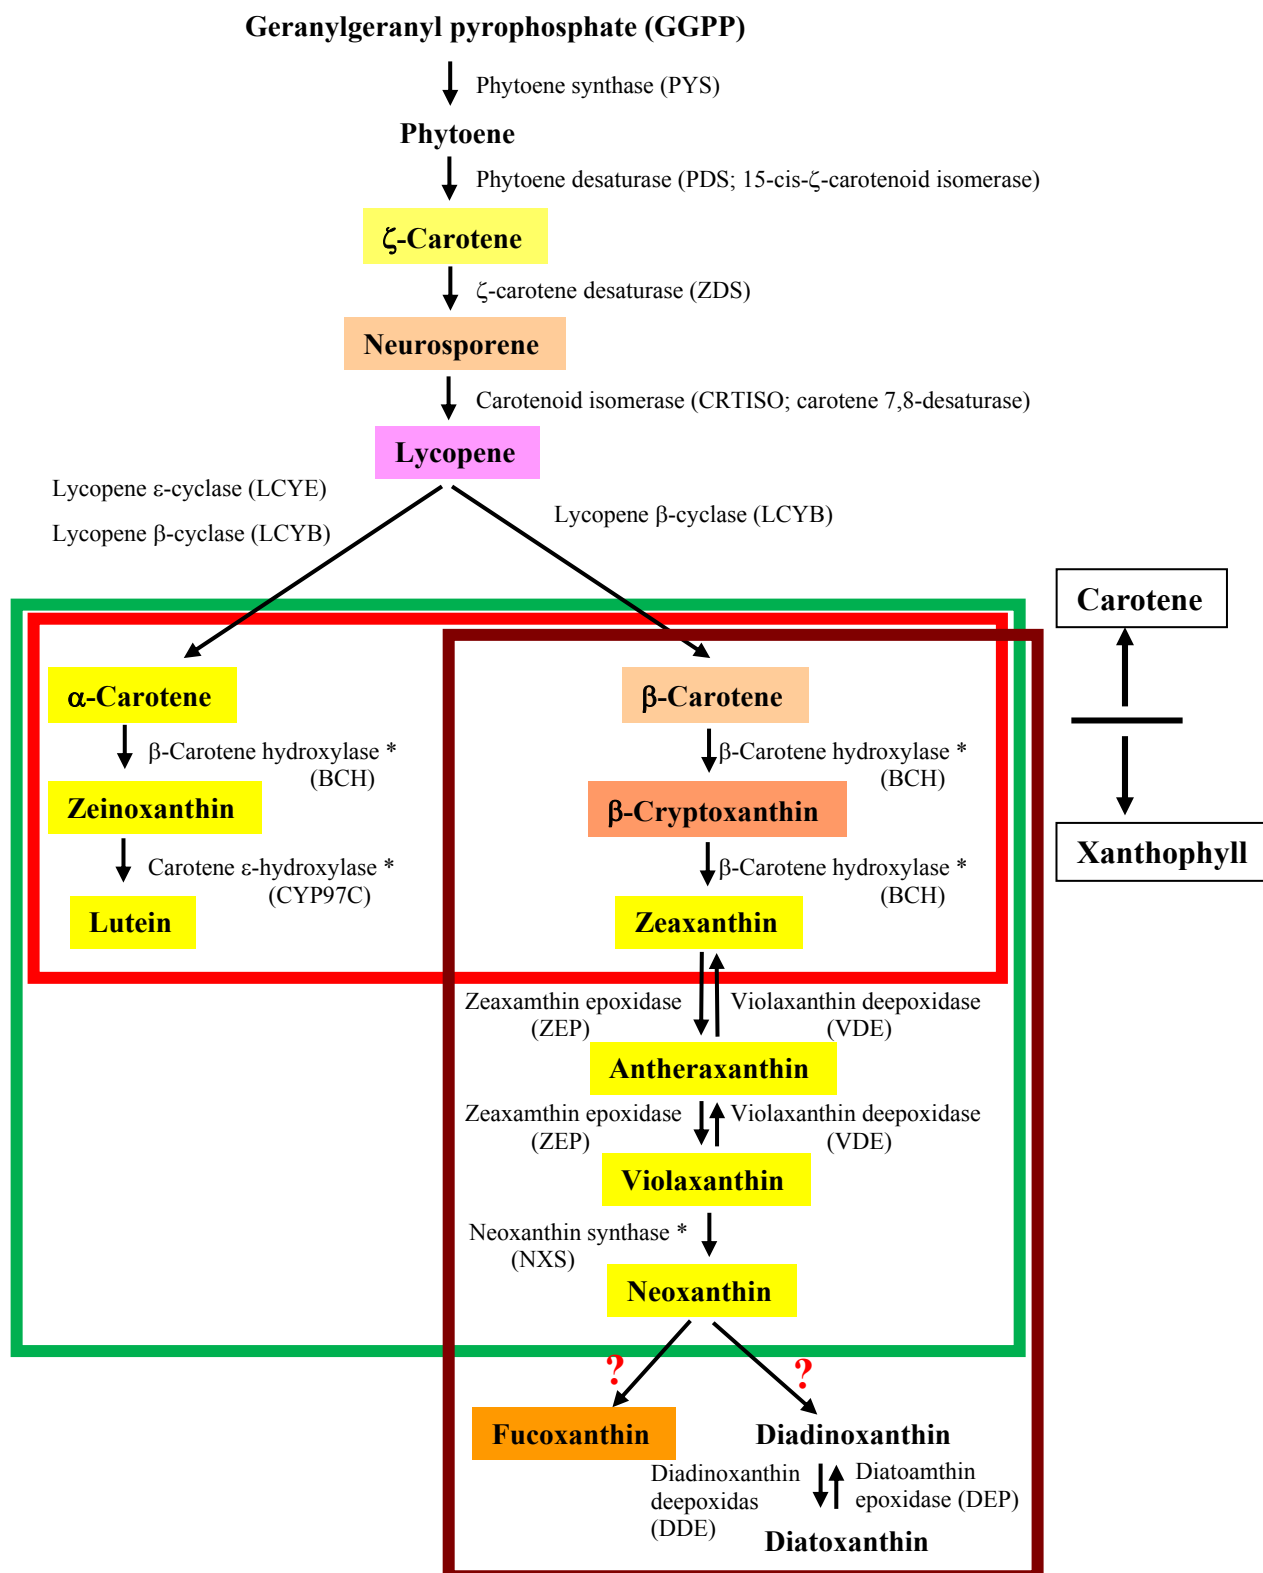 Geranylgeranyl pyrophosphate (GGPP)
Phytoene synthase (PYS)
Phytoene
Phytoene desaturase (PDS; 15-cis-ζ-carotenoid isomerase)
ζ-Carotene
ζ-carotene desaturase (ZDS)
Neurosporene
Carotenoid isomerase (CRTISO; carotene 7,8-desaturase)
Lycopene
Lycopene ε-cyclase (LCYE)
Lycopene β-cyclase (LCYB)
Lycopene β-cyclase (LCYB)
Carotene
Xanthophyll
α-Carotene
β-Carotene hydroxylase *
(BCH)
Zeinoxanthin
Carotene ε-hydroxylase *
(CYP97C)
Lutein
β-Carotene
β-Carotene hydroxylase *
(BCH)
β-Cryptoxanthin
β-Carotene hydroxylase *
(BCH)
Zeaxanthin
Zeaxamthin epoxidase
(ZEP)
Violaxanthin deepoxidase
(VDE)
Antheraxanthin
Zeaxamthin epoxidase
(ZEP)
Violaxanthin deepoxidase
(VDE)
Violaxanthin
Neoxanthin synthase *
(NXS)
Neoxanthin
?
?
Fucoxanthin
Diadinoxanthin
Diadinoxanthin
deepoxidas
(DDE)
Diatoamthin
epoxidase (DEP)
Diatoxanthin